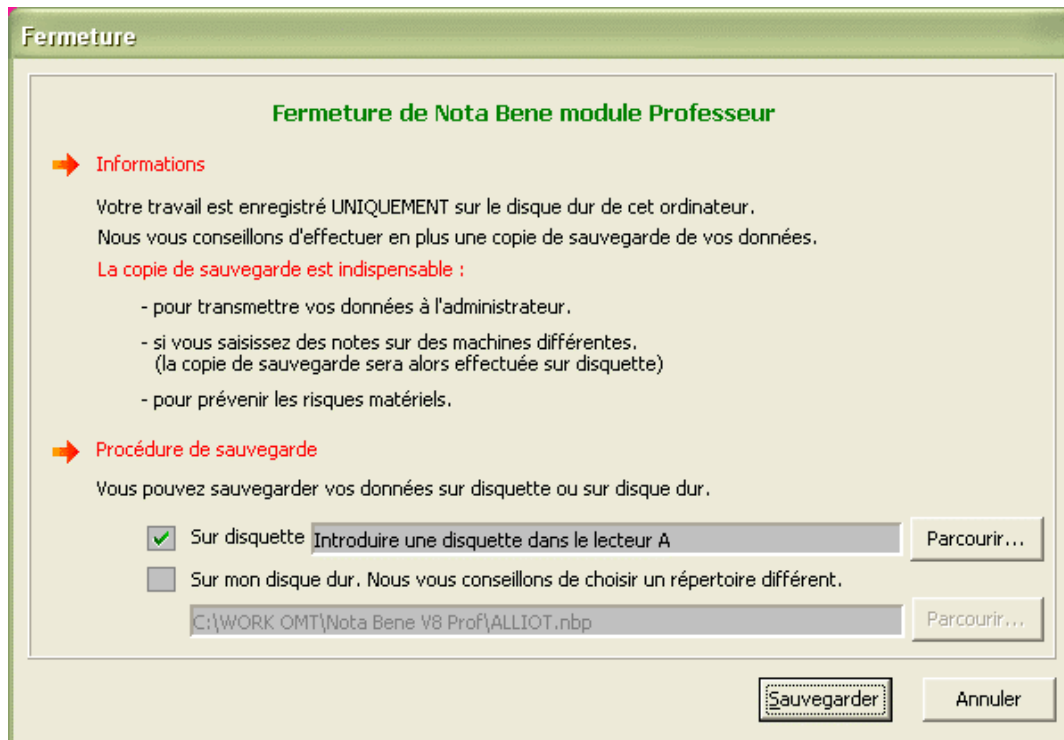 Fermeture
Fermeture de Nota Bene module Professeur
Informations
Votre travail est enregistré UNIQUEMENT sur le disque dur de cet ordinateur.
Nous vous conseillons d'effectuer en plus une copie de sauvegarde de vos données.
La copie de sauvegarde est indispensable :
- pour transmettre vos données à l'administrateur.
- si vous saisissez des notes sur des machines différentes.
(la copie de sauvegarde sera alors effectuée sur disquette)
- pour prévenir les risques matériels.
Procédure de sauvegarde
Vous pouvez sauvegarder vos données sur disquette ou sur disque dur.
Sur disquette Introduire une disquette dans le lecteur A Parcourir...
Sur mon disque dur. Nous vous conseillons de choisir un répertoire différent.
C:\WORK OMT\Nota Bene V8 Prof\ALLIOT.nbp Parcourir...
Sauvegarder Annuler